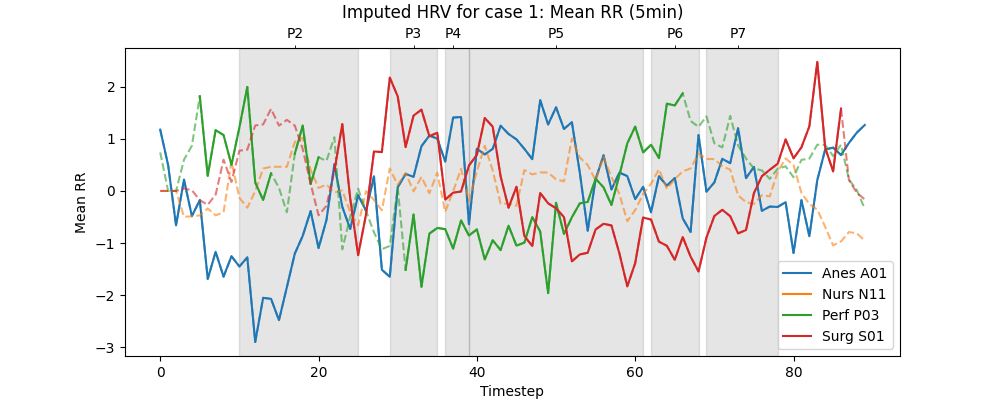 Imputed HRV for case 1: Mean RR (5min)
P2 P3 P4 P5 P6 P7
Mean RR
2
1
0
−1
−2
−3
0 20 40 60 80
Timestep
Anes A01
Nurs N11
Perf P03
Surg S01